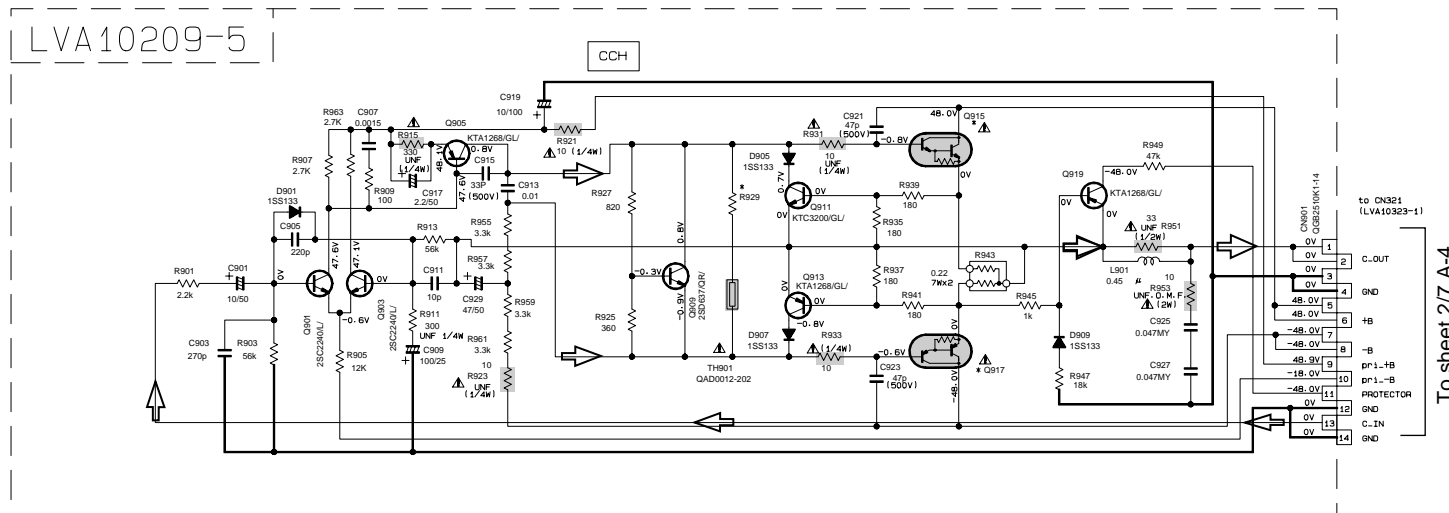 LVA10209-5
CCH
C919
10/100
R963
2.7K
C907
0.0015
R915
330
UNF
(1/4W)
Q905
KTA1268/GL/
0.8V
48.1V
47.6V
R921
10 (1/4W)
C915
33P
(500V)
C913
0.01
R907
2.7K
R909
100
C917
2.2/50
D901
1SS133
C905
220p
R913
56k
R955
3.3k
R957
3.3k
R901
2.2k
C901
10/50
0V
47.6V
47.1V
0V
C911
10p
C929
47/50
R959
3.3k
Q901
2SC2240/L/
Q903
2SC2240/L/
-0.6V
R911
300
UNF 1/4W
R961
3.3k
10
R923
UNF
(1/4W)
C903
270p
R903
56k
R905
12K
C909
100/25
R927
820
R925
360
-0.3V
0.8V
-0.9V
Q909
2SD637/QR/
*
R929
TH901
QAD0012-202
D905
1SS133
0.7V
0V
Q911
KTC3200/GL/
R931
10
UNF
(1/4W)
C921
47p
(500V)
-0.8V
48.0V
Q915
*
0V
R939
180
R935
180
Q913
KTA1268/GL/
0V
0V
-0.8V
R937
180
R941
180
D907
1SS133
R933
(1/4W)
10
-0.6V
C923
47p
(500V)
0V
-48.0V
* Q917
R943
0.22
7W×2
R945
1k
D909
1SS133
R947
18k
Q919
KTA1268/GL/
-48.0V
0V
0V
R949
47k
33
UNF
(1/2W)
R951
L901
0.45 μ
10
R953
UNF.O.M.F
(2W)
C925
0.047MY
C927
0.047MY
CN901
QGB2510K1-14
to CN321
(LVA10323-1)
0V 1
0V 2 C_OUT
0V 3
0V 4 GND
48.0V 5
48.0V 6 +B
-48.0V 7
-48.0V 8 -B
48.9V 9 pri_+B
-18.0V 10 pri_-B
-48.0V 11 PROTECTOR
0V 12 GND
0V 13 C_IN
0V 14 GND
To sheet 2/7 A-4